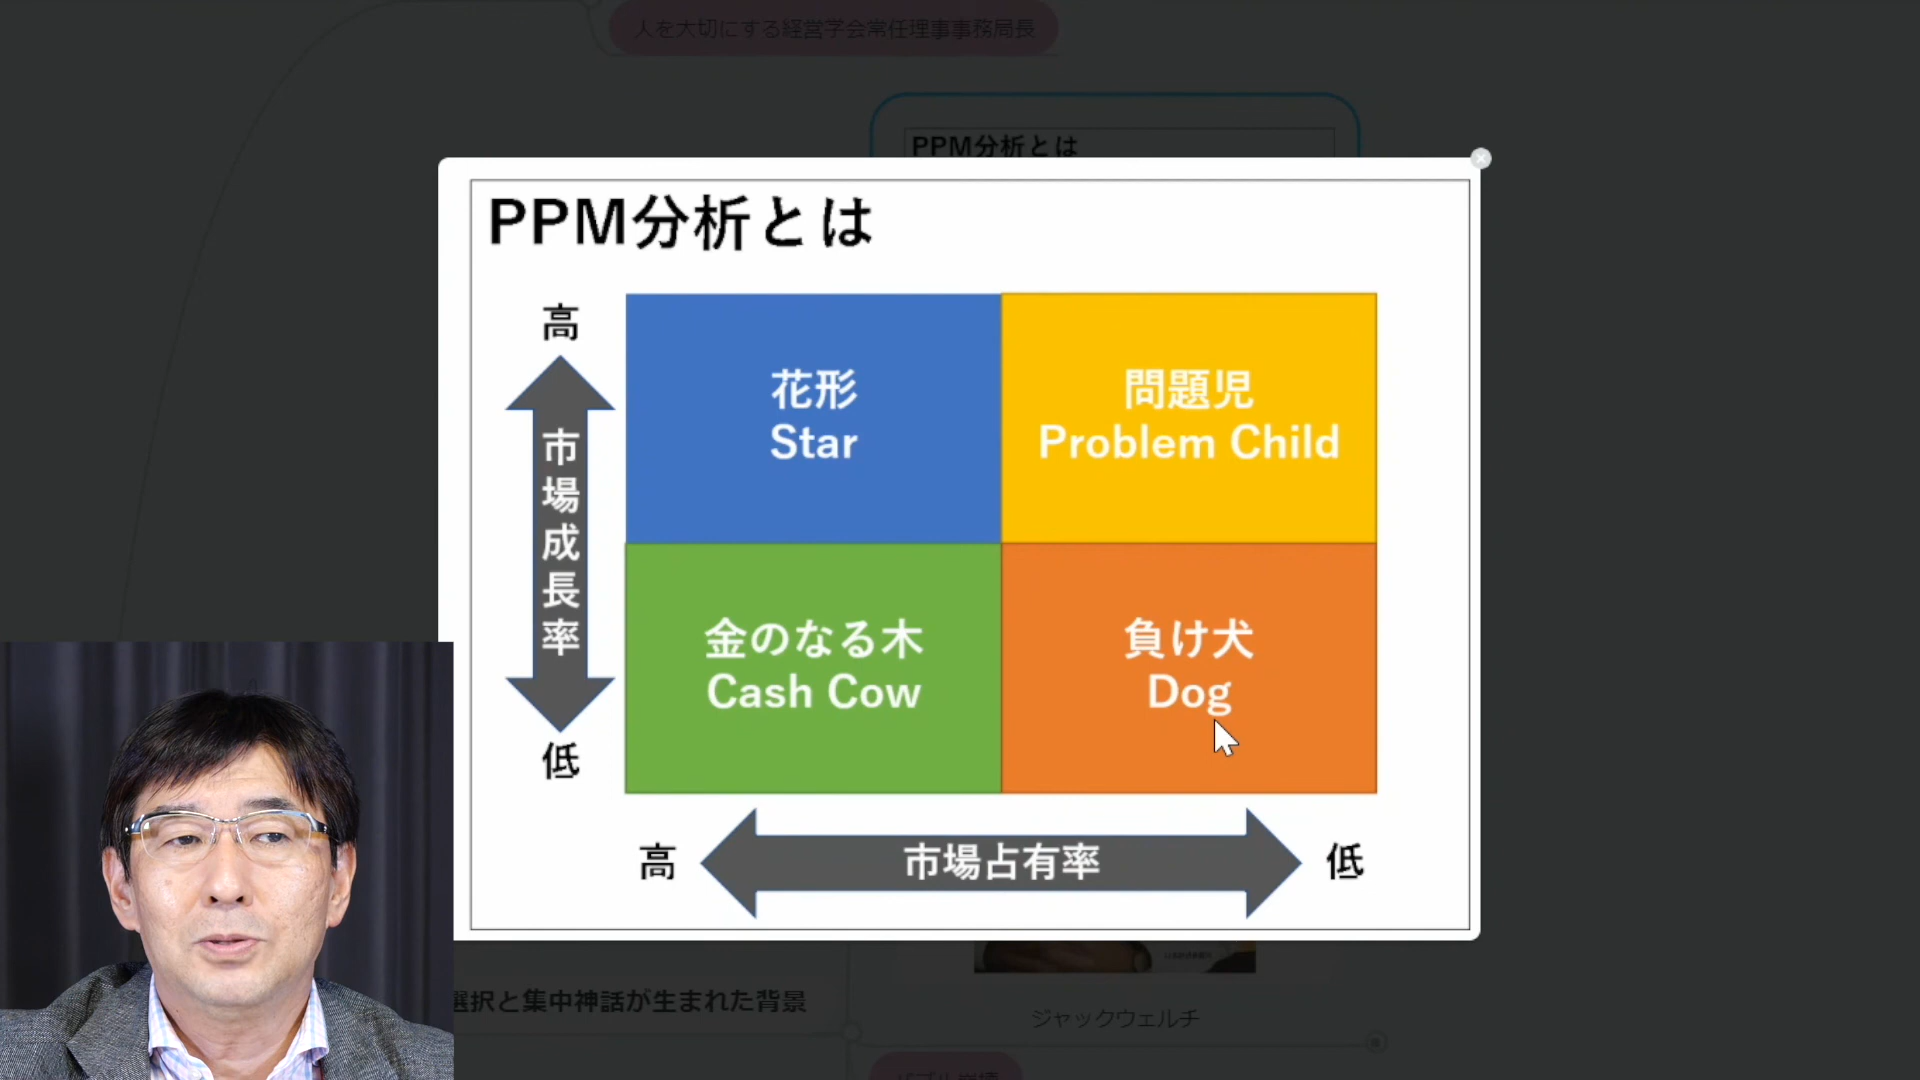 人を大切にする経営学会常任理事事務局長
PPM分析とは
PPM分析とは
高
市場成長率
低
花形
Star
問題児
Problem Child
金のなる木
Cash Cow
負け犬
Dog
高
市場占有率
低
選択と集中神話が生まれた背景
ジャックウェルチ